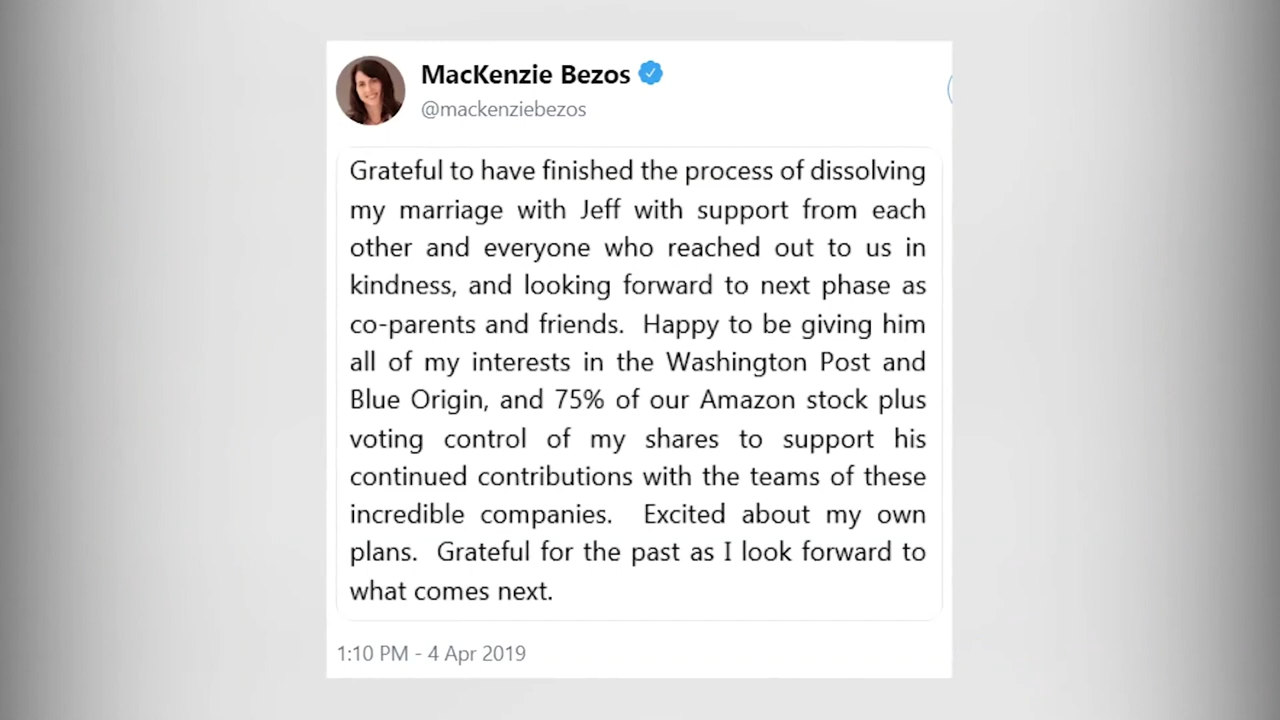 MacKenzie Bezos
@mackenziebezos
Grateful to have finished the process of dissolving
my marriage with Jeff with support from each
other and everyone who reached out to us in
kindness, and looking forward to next phase as
co-parents and friends.  Happy to be giving him
all of my interests in the Washington Post and
Blue Origin, and 75% of our Amazon stock plus
voting control of my shares to support his
continued contributions with the teams of these
incredible companies.  Excited about my own
plans.  Grateful for the past as I look forward to
what comes next.
1:10 PM - 4 Apr 2019